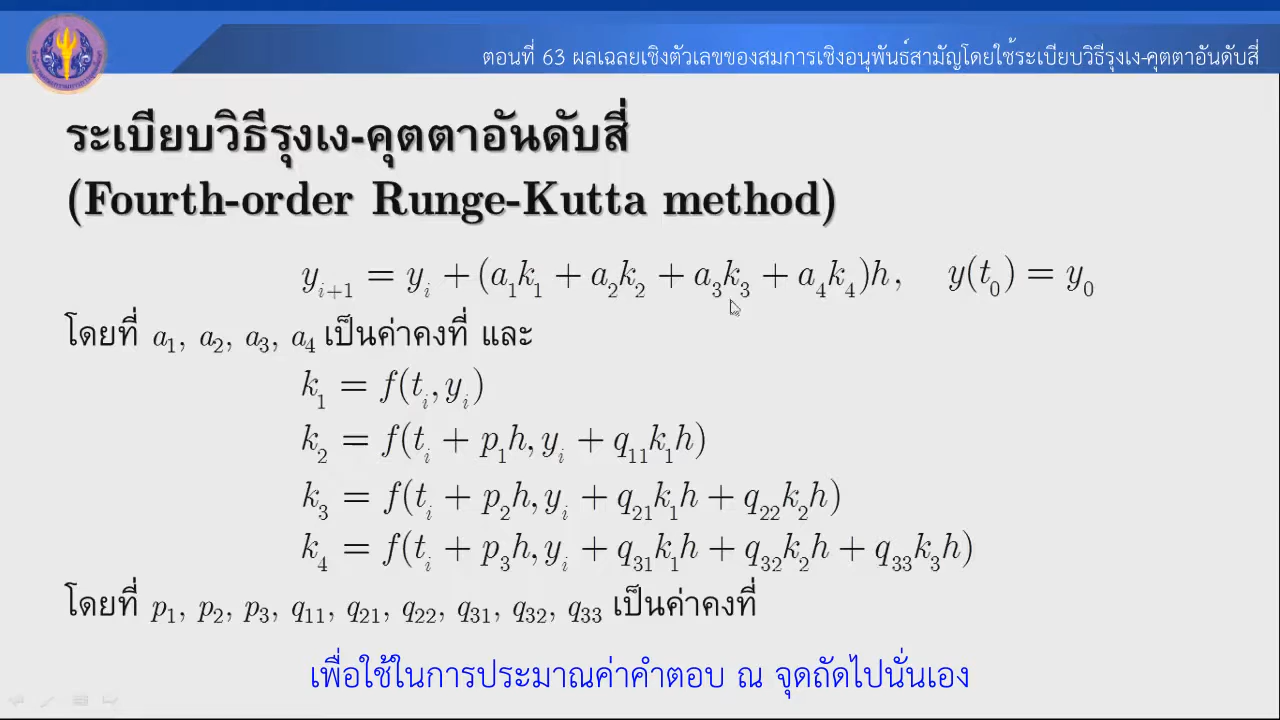 ตอนที่ 63 ผลเฉลยเชิงตัวเลขของสมการเชิงอนุพันธ์สามัญโดยใช้ระเบียบวิธีรุงเง-คุตตาอันดับสี่
ระเบียบวิธีรุงเง-คุตตาอันดับสี่
(Fourth-order Runge-Kutta method)
y_{i+1} = y_i + (a_1k_1 + a_2k_2 + a_3k_3 + a_4k_4)h, y(t_0) = y_0
โดยที่ a_1, a_2, a_3, a_4 เป็นค่าคงที่ และ
k_1 = f(t_i, y_i)
k_2 = f(t_i + p_1h, y_i + q_{11}k_1h)
k_3 = f(t_i + p_2h, y_i + q_{21}k_1h + q_{22}k_2h)
k_4 = f(t_i + p_3h, y_i + q_{31}k_1h + q_{32}k_2h + q_{33}k_3h)
โดยที่ p_1, p_2, p_3, q_{11}, q_{21}, q_{22}, q_{31}, q_{32}, q_{33} เป็นค่าคงที่
เพื่อใช้ในการประมาณค่าคำตอบ ณ จุดถัดไปนั่นเอง